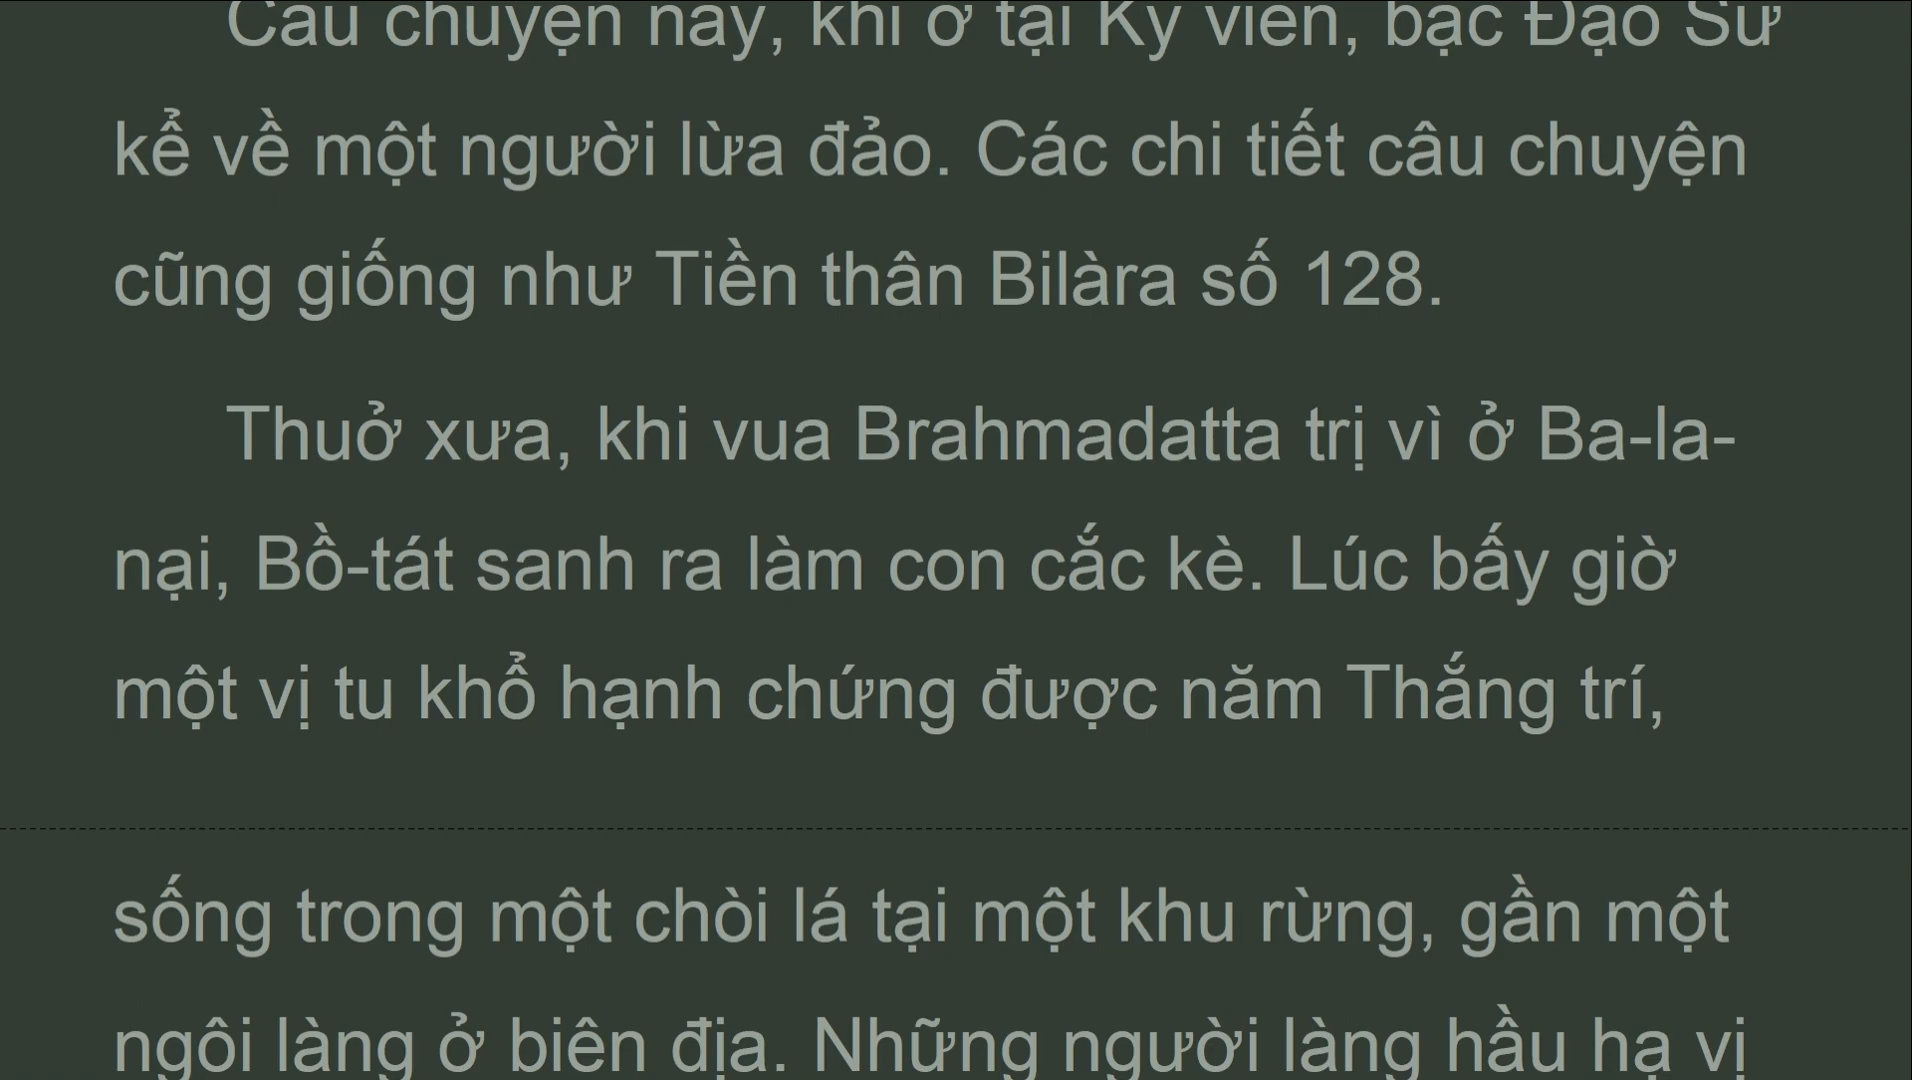 Câu chuyện này, khi ở tại Kỳ viên, bậc Đạo Sư
kể về một người lừa đảo. Các chi tiết câu chuyện
cũng giống như Tiền thân Bilàra số 128.
Thuở xưa, khi vua Brahmadatta trị vì ở Ba-la-
nại, Bồ-tát sanh ra làm con cắc kè. Lúc bấy giờ
một vị tu khổ hạnh chứng được năm Thắng trí,
sống trong một chòi lá tại một khu rừng, gần một
ngôi làng ở biên địa. Những người làng hầu hạ vị